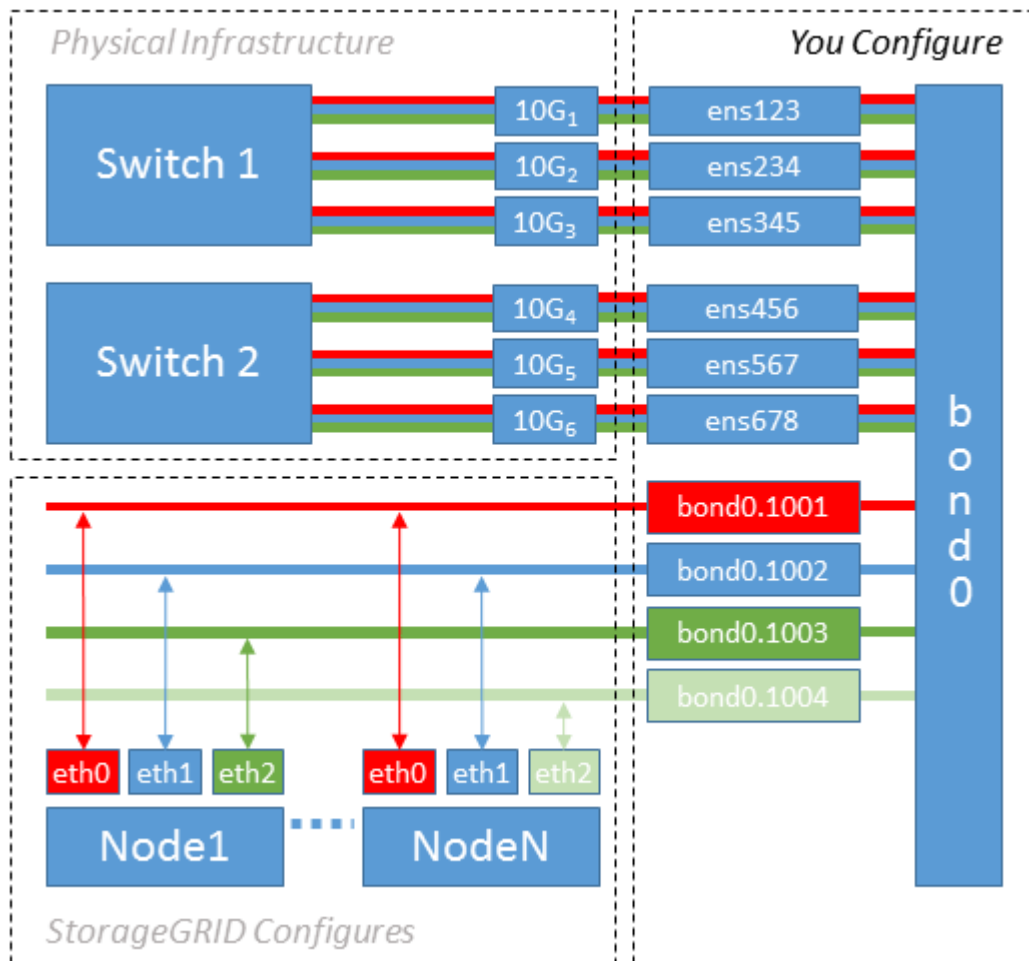 Physical Infrastructure
You Configure
Switch 1
10G₁
ens123
10G₂
ens234
10G₃
ens345
Switch 2
10G₄
ens456
10G₅
ens567
10G₆
ens678
bond0
bond0.1001
bond0.1002
bond0.1003
bond0.1004
eth0
eth1
eth2
eth0
eth1
eth2
Node1
NodeN
StorageGRID Configures